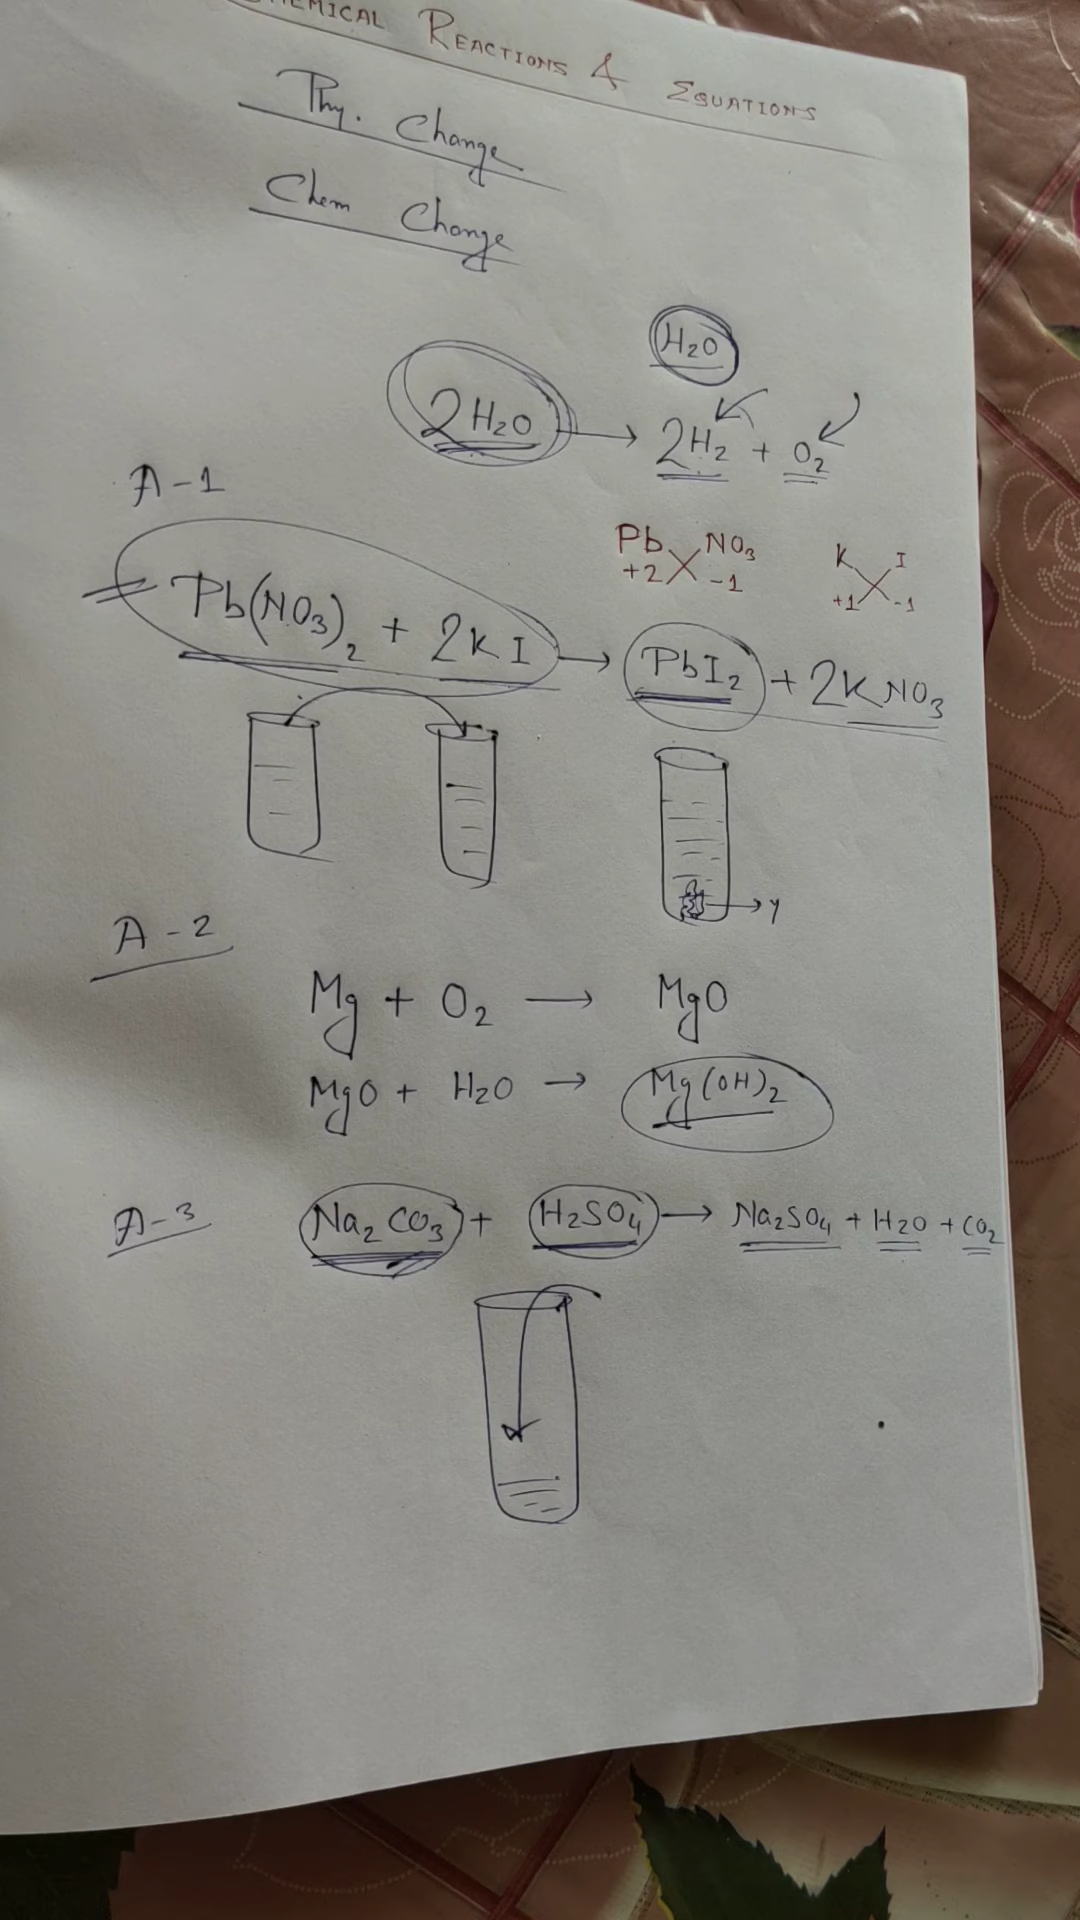 CHEMICAL REACTIONS & EQUATIONS
Phy. Change
Chem Change
H₂O
2H₂O → 2H₂ + O₂
A-1
Pb NO₃
+2 -1
K I
+1 -1
Pb(NO₃)₂ + 2KI → PbI₂ + 2KNO₃
→ Y
A-2
Mg + O₂ → MgO
MgO + H₂O → Mg(OH)₂
A-3
Na₂CO₃ + H₂SO₄ → Na₂SO₄ + H₂O + CO₂